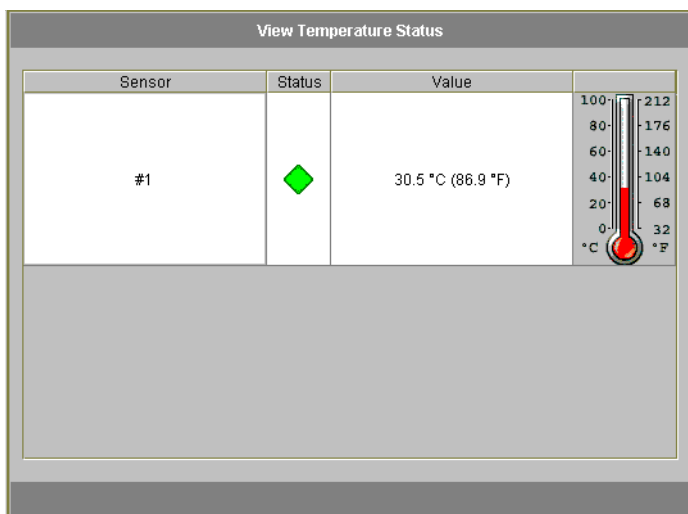 View Temperature Status
Sensor Status Value
#1 30.5 °C (86.9 °F)
100 212
80 176
60 140
40 104
20 68
0 32
°C °F